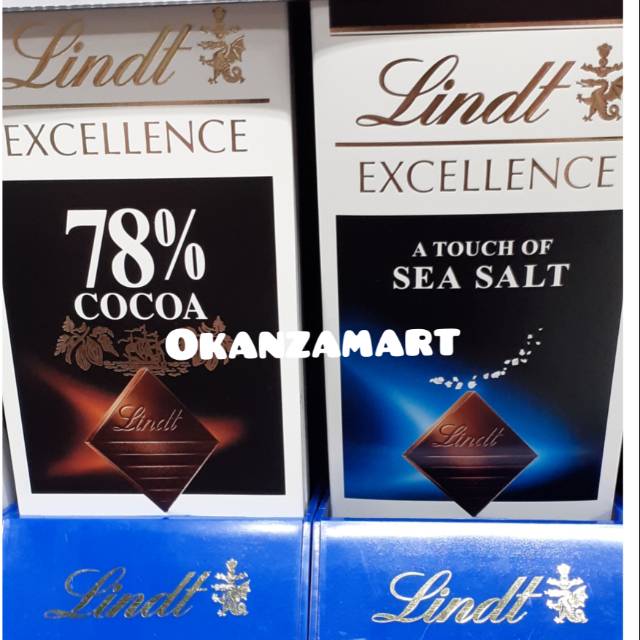 Lindt
EXCELLENCE
78%
COCOA
Lindt
Lindt
Lindt
EXCELLENCE
A TOUCH OF
SEA SALT
Lindt
Lindt
OKANZAMART